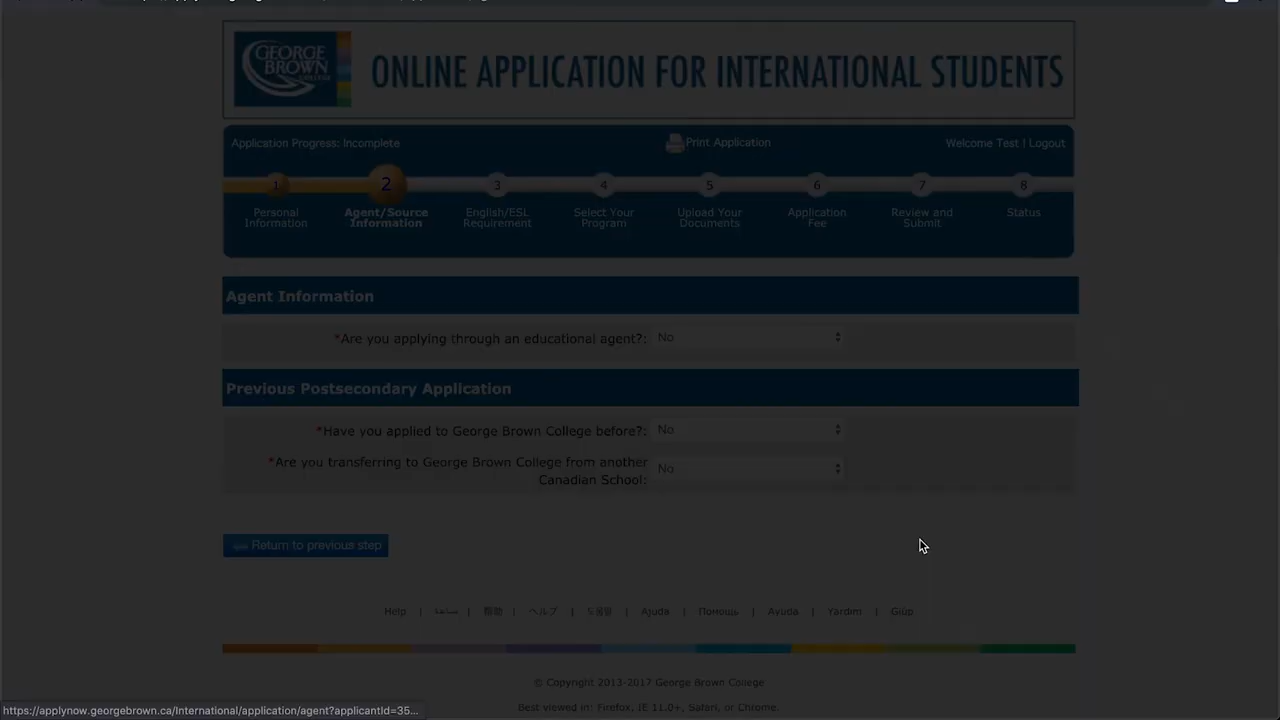 GEORGE
BROWN
COLLEGE
ONLINE APPLICATION FOR INTERNATIONAL STUDENTS
Application Progress: Incomplete
Print Application
Welcome Test | Logout
1 2 3 4 5 6 7 8
Personal
Information
Agent/Source
Information
English/ESL
Requirement
Select Your
Program
Upload Your
Documents
Application
Fee
Review and
Submit
Status
Agent Information
*Are you applying through an educational agent?: No
Previous Postsecondary Application
*Have you applied to George Brown College before?: No
*Are you transferring to George Brown College from another
Canadian School: No
Return to previous step
Help | مساعدة | 帮助 | ヘルプ | 도움말 | Ajuda | Помощь | Ayuda | Yardım | Giúp
© Copyright 2013-2017 George Brown College
Best viewed in: Firefox, IE 11.0+, Safari, or Chrome.
https://applynow.georgebrown.ca/International/application/agent?applicantId=35...